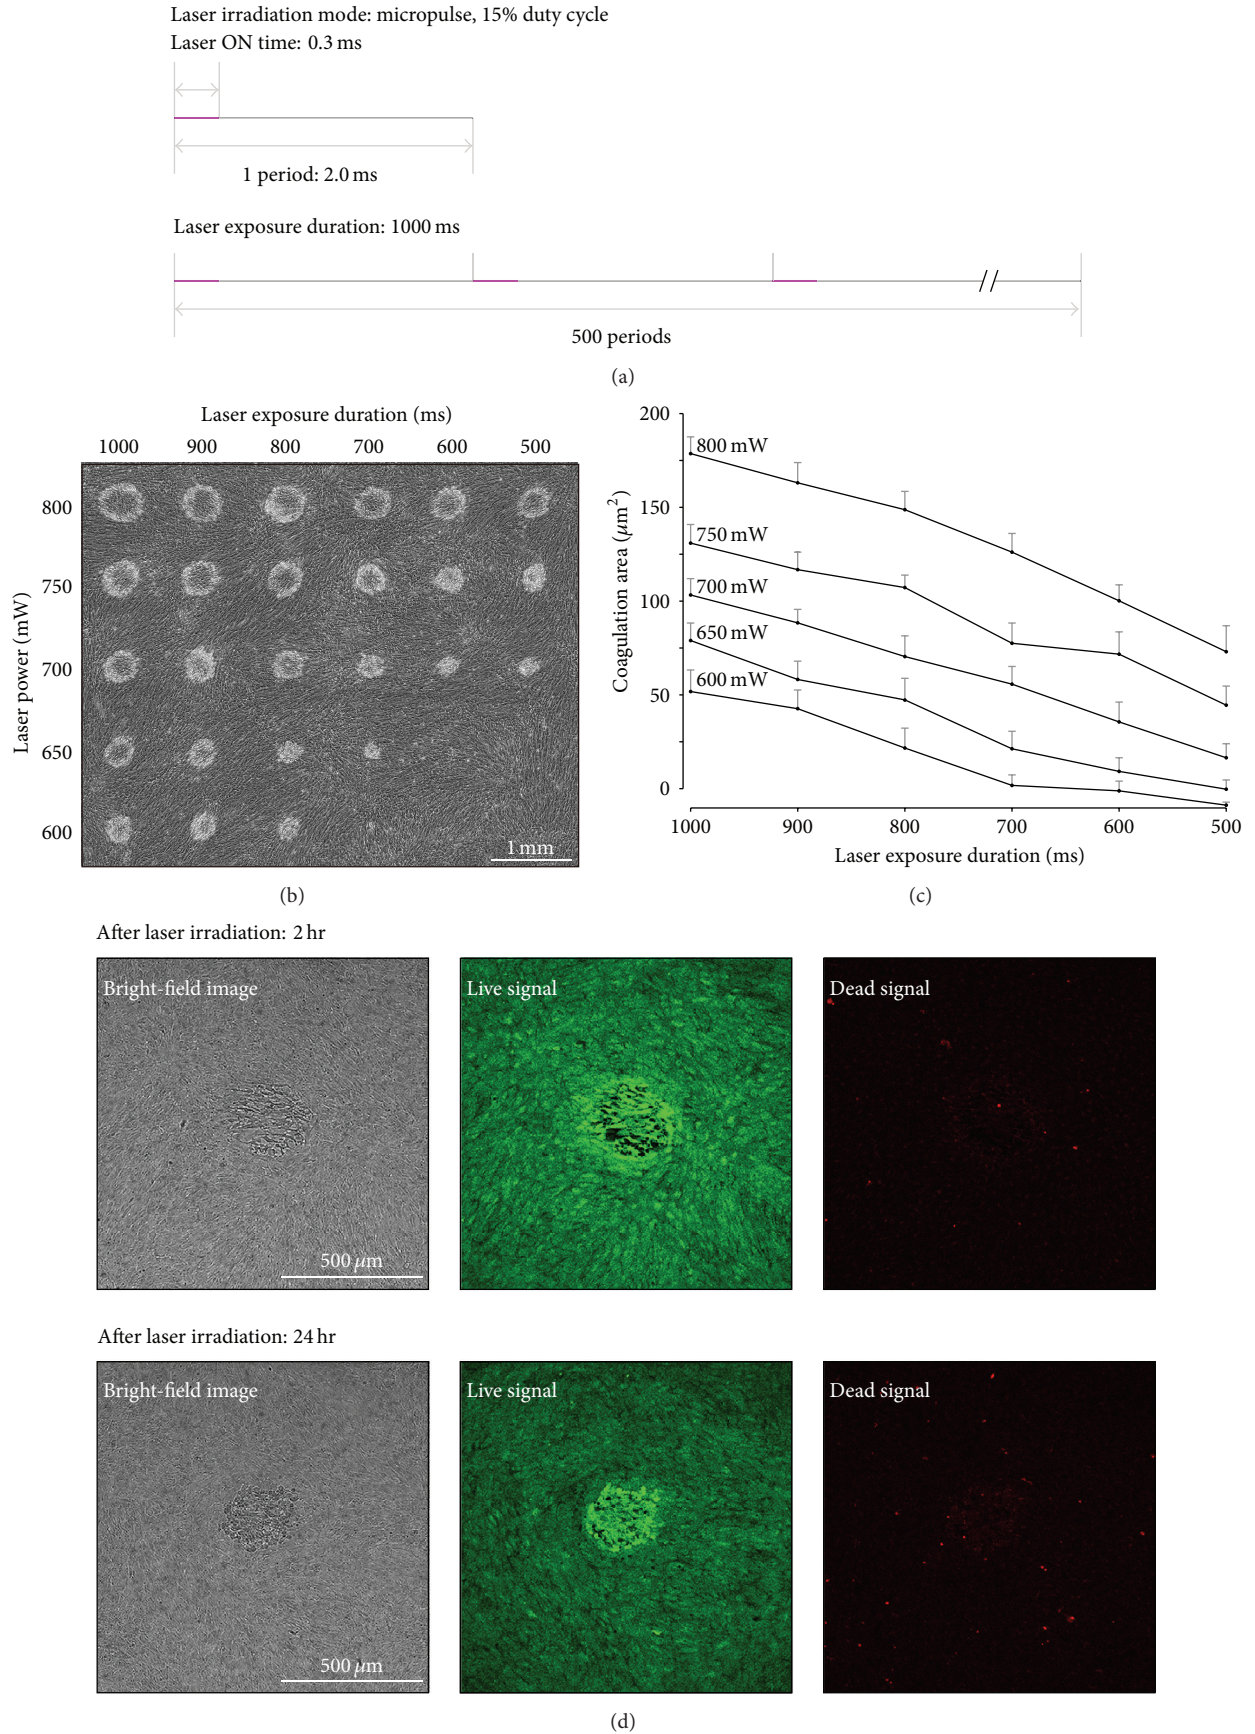 Laser irradiation mode: micropulse, 15% duty cycle
Laser ON time: 0.3 ms
1 period: 2.0 ms
Laser exposure duration: 1000 ms
500 periods
(a)
Laser exposure duration (ms)
1000 900 800 700 600 500
Laser power (mW)
800
750
700
650
600
1 mm
(b)
Coagulation area (μm²)
200
150
100
50
0
800 mW
750 mW
700 mW
650 mW
600 mW
1000 900 800 700 600 500
Laser exposure duration (ms)
(c)
After laser irradiation: 2 hr
Bright-field image
Live signal
Dead signal
500 μm
After laser irradiation: 24 hr
Bright-field image
Live signal
Dead signal
500 μm
(d)